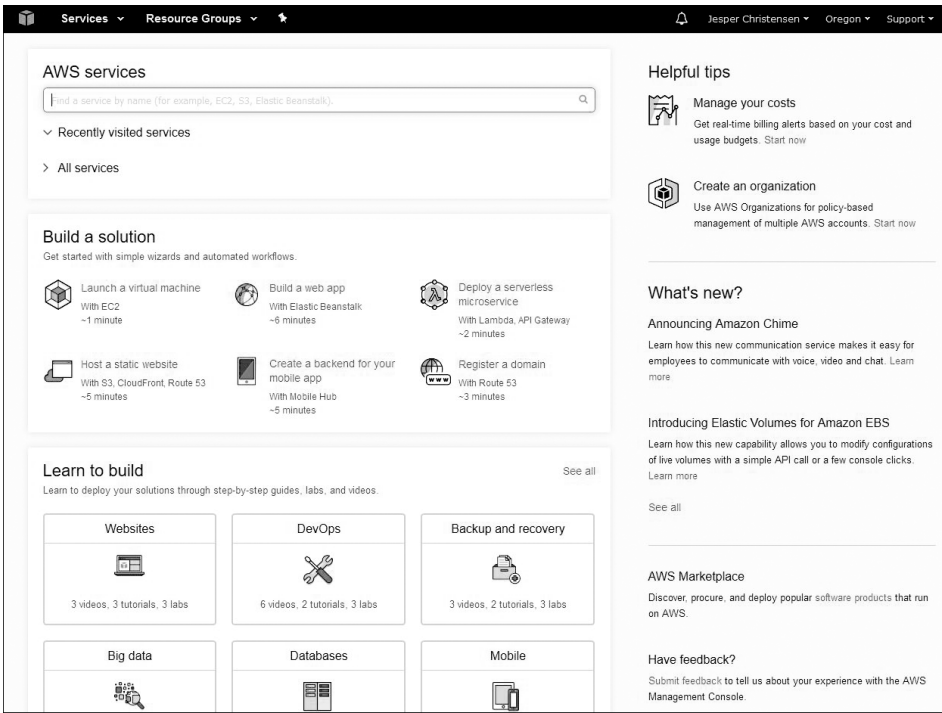 Services
Resource Groups
Jesper Christensen
Oregon
Support
AWS services
Find a service by name (for example, EC2, S3, Elastic Beanstalk).
Recently visited services
All services
Build a solution
Get started with simple wizards and automated workflows.
Launch a virtual machine
With EC2
~1 minute
Build a web app
With Elastic Beanstalk
~6 minutes
Deploy a serverless
microservice
With Lambda, API Gateway
~2 minutes
Host a static website
With S3, CloudFront, Route 53
~5 minutes
Create a backend for your
mobile app
With Mobile Hub
~5 minutes
www
Register a domain
With Route 53
~3 minutes
Learn to build
See all
Learn to deploy your solutions through step-by-step guides, labs, and videos.
Websites
3 videos, 3 tutorials, 3 labs
DevOps
6 videos, 2 tutorials, 3 labs
Backup and recovery
3 videos, 2 tutorials, 3 labs
Big data
Databases
Mobile
Helpful tips
Manage your costs
Get real-time billing alerts based on your cost and
usage budgets. Start now
Create an organization
Use AWS Organizations for policy-based
management of multiple AWS accounts. Start now
What's new?
Announcing Amazon Chime
Learn how this new communication service makes it easy for
employees to communicate with voice, video and chat. Learn
more
Introducing Elastic Volumes for Amazon EBS
Learn how this new capability allows you to modify configurations
of live volumes with a simple API call or a few console clicks.
Learn more
See all
AWS Marketplace
Discover, procure, and deploy popular software products that run
on AWS.
Have feedback?
Submit feedback to tell us about your experience with the AWS
Management Console.